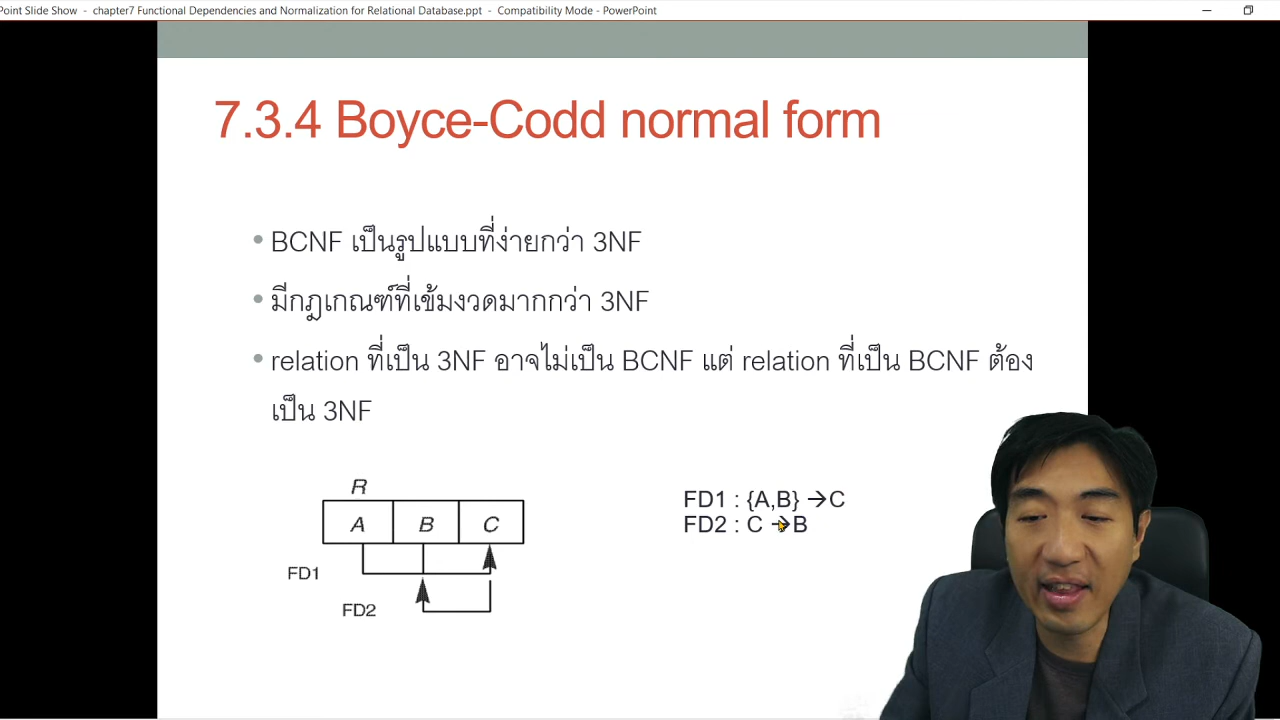 Point Slide Show - chapter7 Functional Dependencies and Normalization for Relational Database.ppt - Compatibility Mode - PowerPoint
7.3.4 Boyce-Codd normal form
• BCNF เป็นรูปแบบที่ง่ายกว่า 3NF
• มีกฎเกณฑ์ที่เข้มงวดมากกว่า 3NF
• relation ที่เป็น 3NF อาจไม่เป็น BCNF แต่ relation ที่เป็น BCNF ต้อง
เป็น 3NF
R
A B C
FD1
FD2
FD1 : {A,B} →C
FD2 : C →B